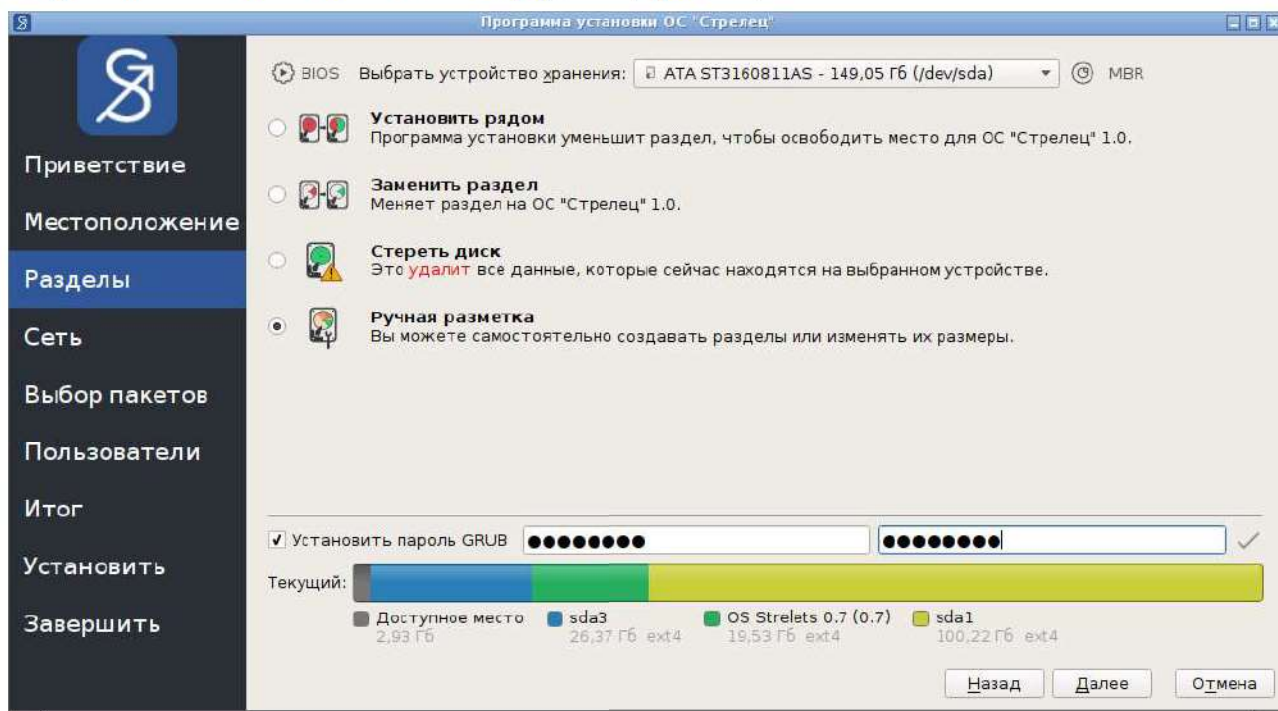 Программа установки ОС "Стрелец"
Приветствие
Местоположение
Разделы
Сеть
Выбор пакетов
Пользователи
Итог
Установить
Завершить
BIOS Выбрать устройство хранения: ATA ST3160811AS - 149,05 Гб (/dev/sda) MBR
Установить рядом
Программа установки уменьшит раздел, чтобы освободить место для ОС "Стрелец" 1.0.
Заменить раздел
Меняет раздел на ОС "Стрелец" 1.0.
Стереть диск
Это удалит все данные, которые сейчас находятся на выбранном устройстве.
Ручная разметка
Вы можете самостоятельно создавать разделы или изменять их размеры.
Установить пароль GRUB ●●●●●●●● ●●●●●●●●
Текущий:
Доступное место sda3 OS Strelets 0.7 (0.7) sda1
2,93 Гб 26,37 Гб ext4 19,53 Гб ext4 100,22 Гб ext4
Назад Далее Отмена